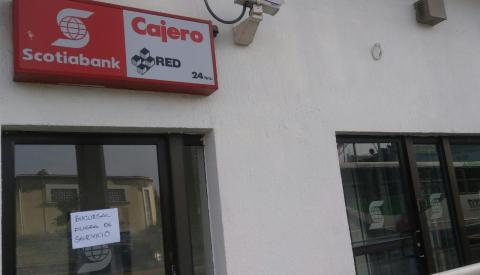 Scotiabank
Cajero
RED
24 hrs.
SUCURSAL
FUERA DE
SERVICIO